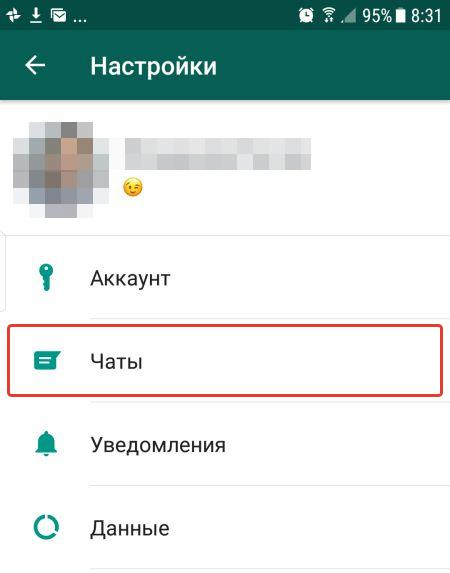 ... 95% 8:31
Настройки
😉
Аккаунт
Чаты
Уведомления
Данные